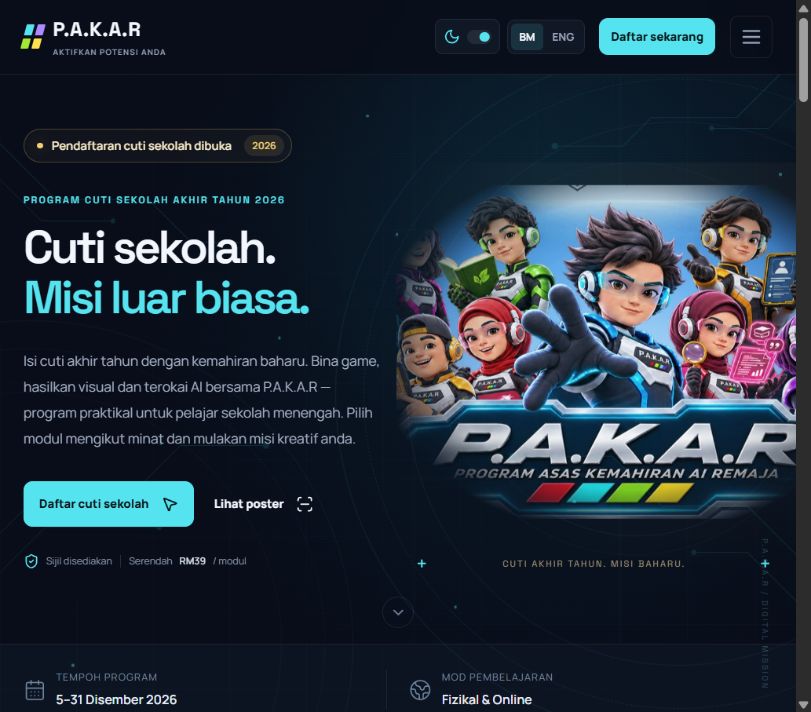 P.A.K.A.R
AKTIFKAN POTENSI ANDA
BM
ENG
Daftar sekarang
Pendaftaran cuti sekolah dibuka
2026
PROGRAM CUTI SEKOLAH AKHIR TAHUN 2026
Cuti sekolah.
Misi luar biasa.
Isi cuti akhir tahun dengan kemahiran baharu. Bina game,
hasilkan visual dan terokai AI bersama P.A.K.A.R —
program praktikal untuk pelajar sekolah menengah. Pilih
modul mengikut minat dan mulakan misi kreatif anda.
Daftar cuti sekolah
Lihat poster
Sijil disediakan
Serendah RM39 / modul
P.A.K.A.R
P.A.K.A.R
PROGRAM ASAS KEMAHIRAN AI REMAJA
CUTI AKHIR TAHUN. MISI BAHARU.
P.A.K.A.R / DIGITAL MISSION
TEMPOH PROGRAM
5–31 Disember 2026
MOD PEMBELAJARAN
Fizikal & Online